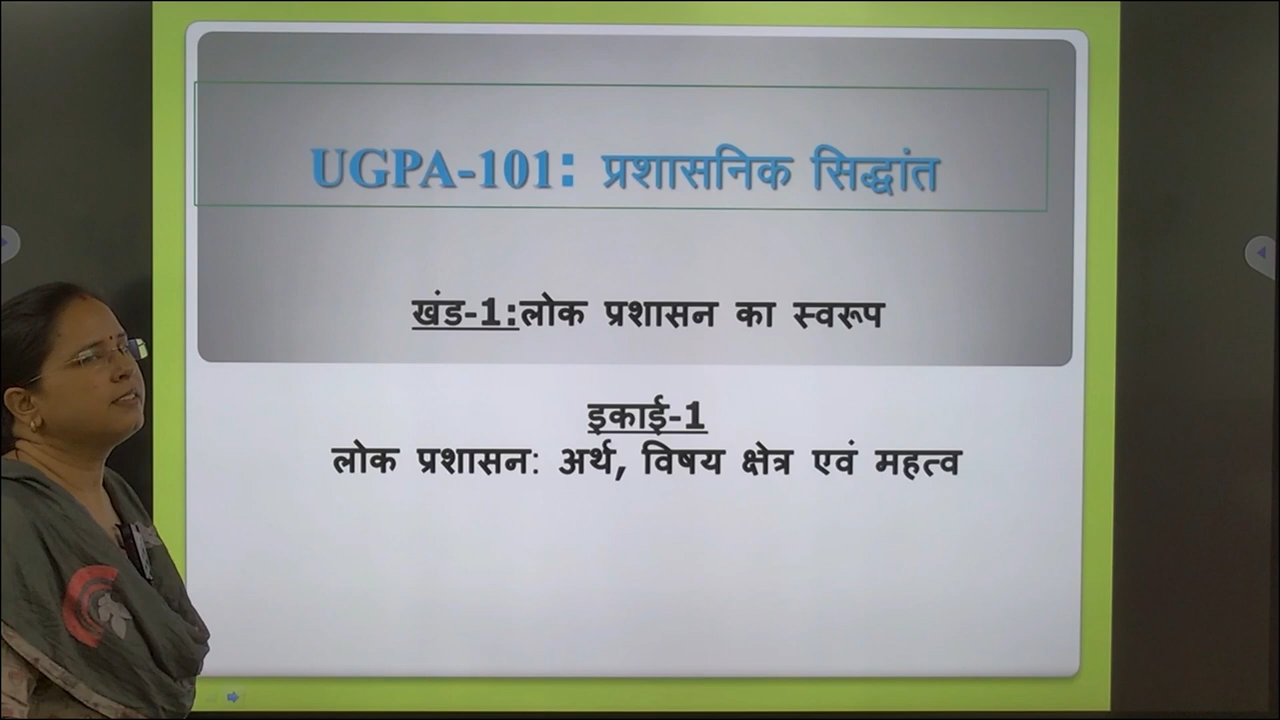 UGPA-101: प्रशासनिक सिद्धांत
खंड-1:लोक प्रशासन का स्वरूप
इकाई-1
लोक प्रशासन: अर्थ, विषय क्षेत्र एवं महत्व